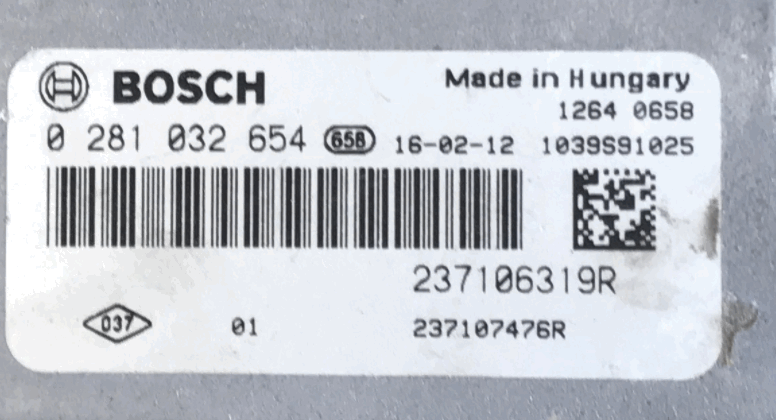 BOSCH
Made in Hungary
1264 0658
0 281 032 654 658 16-02-12 1039S91025
237106319R
037 01 237107476R